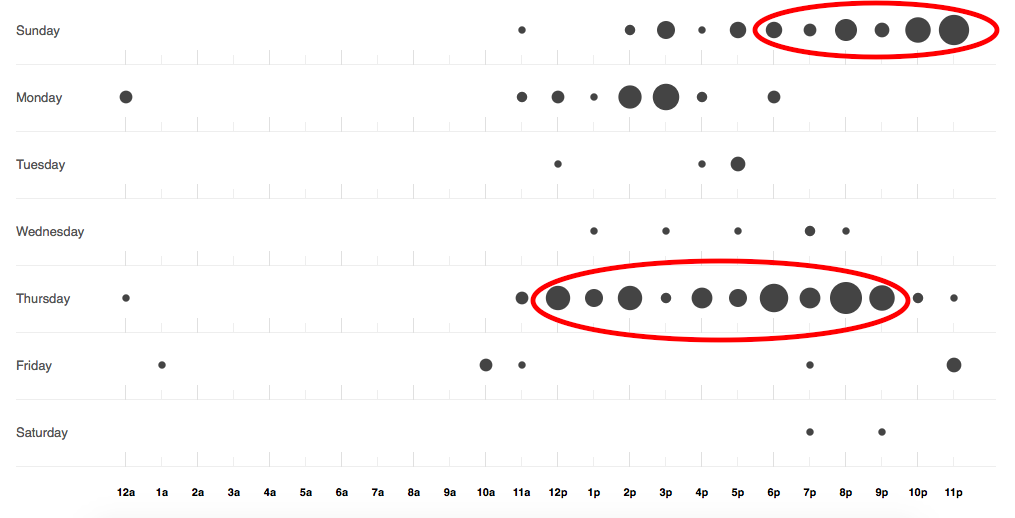 Sunday
Monday
Tuesday
Wednesday
Thursday
Friday
Saturday
12a 1a 2a 3a 4a 5a 6a 7a 8a 9a 10a 11a 12p 1p 2p 3p 4p 5p 6p 7p 8p 9p 10p 11p